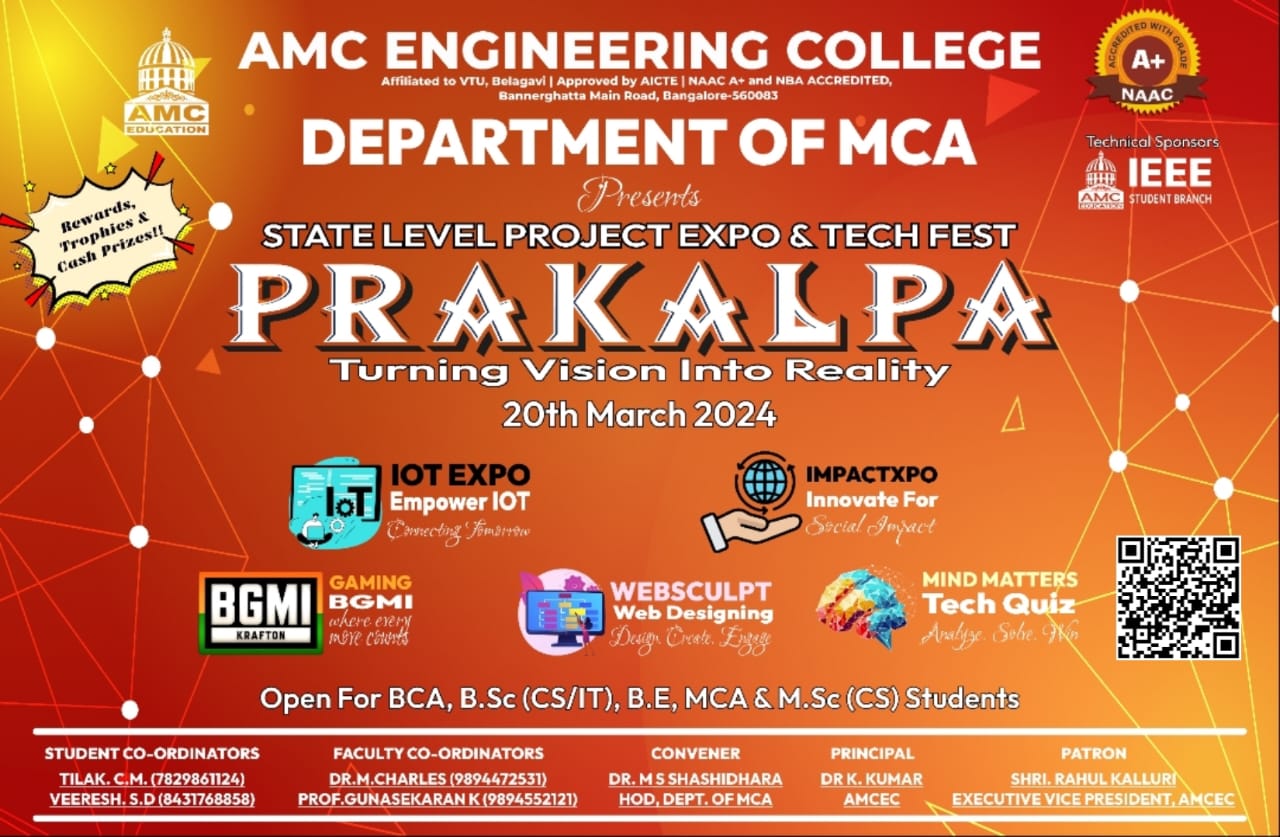 AMC ENGINEERING COLLEGE
Affiliated to VTU, Belagavi | Approved by AICTE | NAAC A+ and NBA ACCREDITED,
Bannerghatta Main Road, Bangalore-560083
AMC
EDUCATION
ACCREDITED WITH GRADE
A+
NAAC
DEPARTMENT OF MCA
Presents
Technical Sponsors
AMC
EDUCATION
IEEE
STUDENT BRANCH
Rewards,
Trophies &
Cash Prizes!!
STATE LEVEL PROJECT EXPO & TECH FEST
PRAKALPA
Turning Vision Into Reality
20th March 2024
IoT
IOT EXPO
Empower IOT
Connecting Tomorrow
IMPACTXPO
Innovate For
Social Impact
BGMI
KRAFTON
GAMING
BGMI
where every
move counts
WEBSCULPT
Web Designing
Design. Create. Engage
MIND MATTERS
Tech Quiz
Analyze. Solve. Win
Open For BCA, B.Sc (CS/IT), B.E, MCA & M.Sc (CS) Students
STUDENT CO-ORDINATORS
TILAK. C.M. (7829861124)
VEERESH. S.D (8431768858)
FACULTY CO-ORDINATORS
DR.M.CHARLES (9894472531)
PROF.GUNASEKARAN K (9894552121)
CONVENER
DR. M S SHASHIDHARA
HOD, DEPT. OF MCA
PRINCIPAL
DR K. KUMAR
AMCEC
PATRON
SHRI. RAHUL KALLURI
EXECUTIVE VICE PRESIDENT, AMCEC